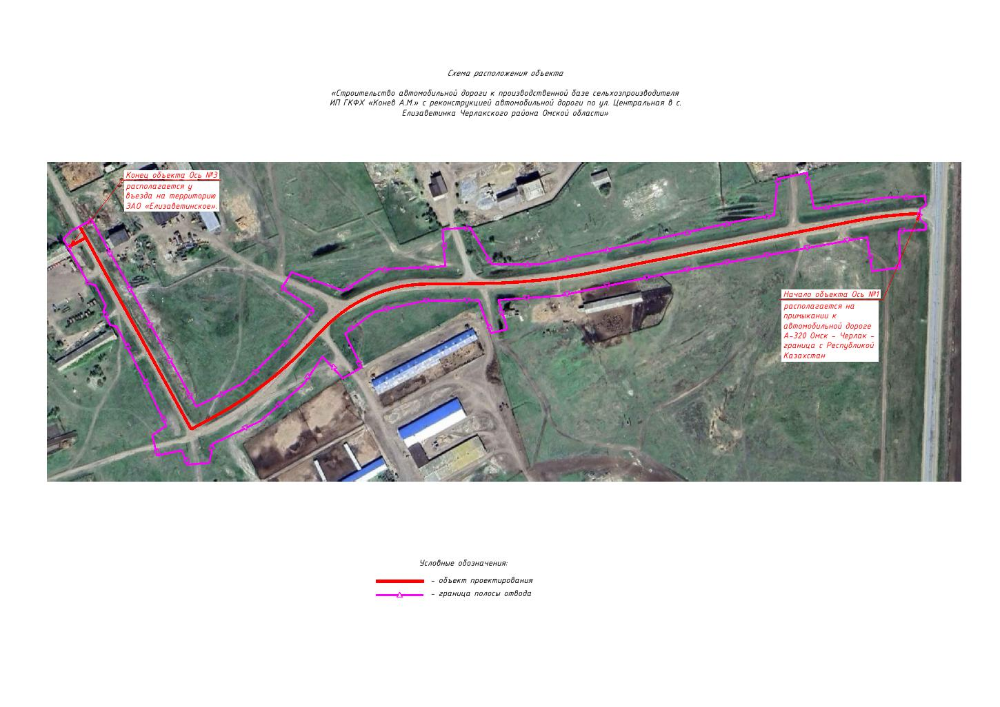 Схема расположения объекта
«Строительство автомобильной дороги к производственной базе сельхозпроизводителя
ИП ГКФХ «Конев А.М.» с реконструкцией автомобильной дороги по ул. Центральная в с.
Елизаветинка Черлакского района Омской области»
Конец объекта Ось №3
располагается у
въезда на территорию
ЗАО «Елизаветинское».
Начало объекта Ось №1
располагается на
примыкании к
автомобильной дороге
А-320 Омск - Черлак -
граница с Республикой
Казахстан
Условные обозначения:
- объект проектирования
- граница полосы отвода